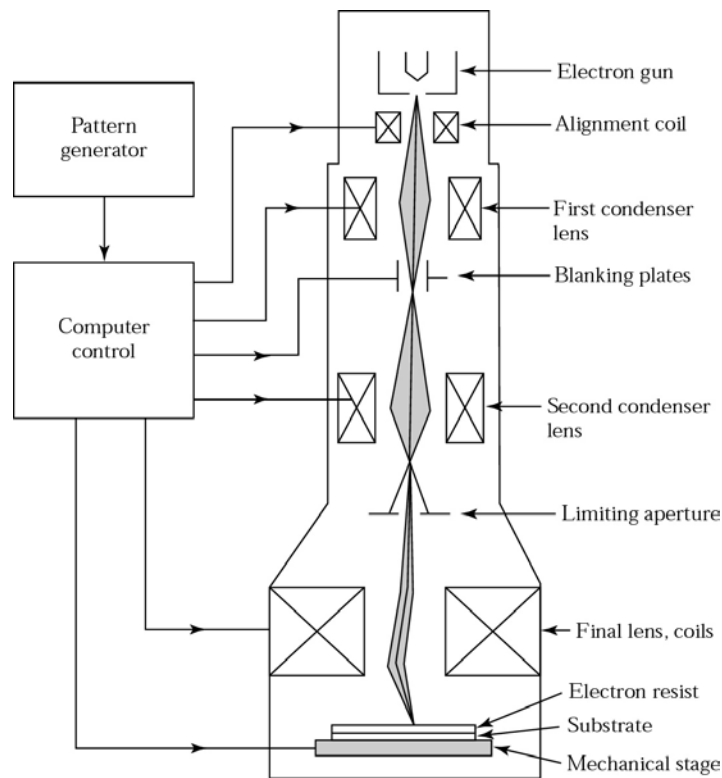 Pattern
generator
Computer
control
Electron gun
Alignment coil
First condenser
lens
Blanking plates
Second condenser
lens
Limiting aperture
Final lens, coils
Electron resist
Substrate
Mechanical stage